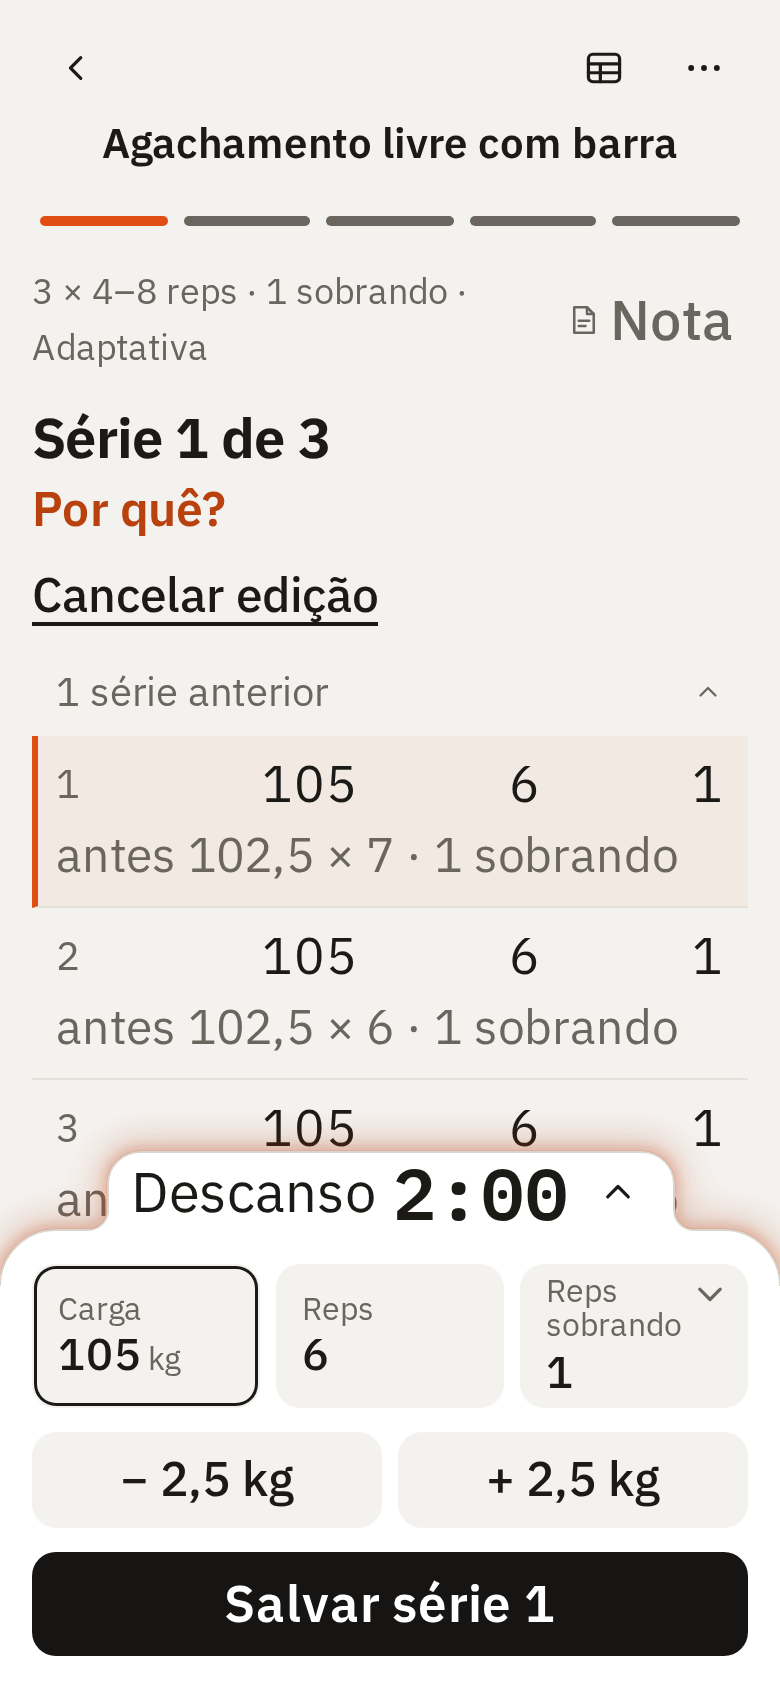 Agachamento livre com barra
3 × 4–8 reps · 1 sobrando ·
Adaptativa
Nota
Série 1 de 3
Por quê?
Cancelar edição
1 série anterior
1 105 6 1
antes 102,5 × 7 · 1 sobrando
2 105 6 1
antes 102,5 × 6 · 1 sobrando
3 105 6 1
Descanso 2:00
Carga
105 kg
Reps
6
Reps
sobrando
1
− 2,5 kg
+ 2,5 kg
Salvar série 1